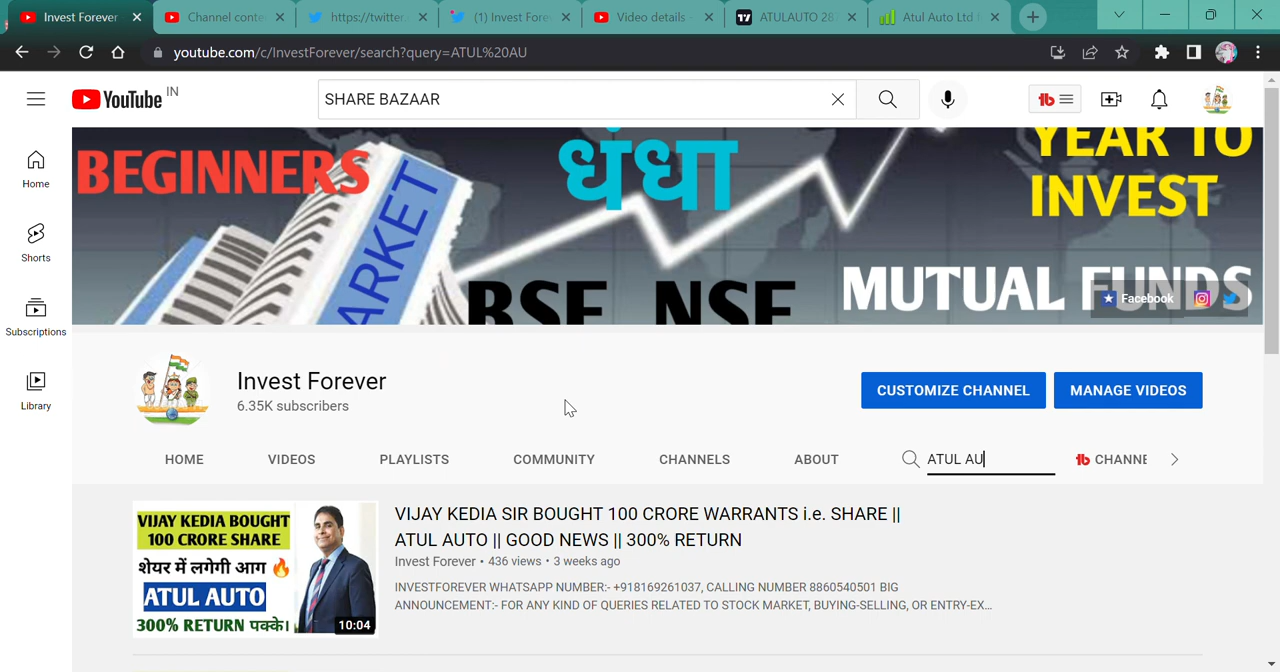 Invest Forever
Channel conte
https://twitter.
(1) Invest Fore
Video details
ATULAUTO 28
Atul Auto Ltd
youtube.com/c/InvestForever/search?query=ATUL%20AU
YouTube IN
SHARE BAZAAR
Home
Shorts
Subscriptions
Library
BEGINNERS
MARKET
धंधा
BSE NSE
YEAR TO
INVEST
MUTUAL FUNDS
Facebook
Invest Forever
6.35K subscribers
CUSTOMIZE CHANNEL
MANAGE VIDEOS
HOME
VIDEOS
PLAYLISTS
COMMUNITY
CHANNELS
ABOUT
ATUL AU
CHANNE
VIJAY KEDIA BOUGHT
100 CRORE SHARE
शेयर में लगेगी आग
ATUL AUTO
300% RETURN पक्के।
10:04
VIJAY KEDIA SIR BOUGHT 100 CRORE WARRANTS i.e. SHARE ||
ATUL AUTO || GOOD NEWS || 300% RETURN
Invest Forever • 436 views • 3 weeks ago
INVESTFOREVER WHATSAPP NUMBER:- +918169261037, CALLING NUMBER 8860540501 BIG
ANNOUNCEMENT:- FOR ANY KIND OF QUERIES RELATED TO STOCK MARKET, BUYING-SELLING, OR ENTRY-EX...